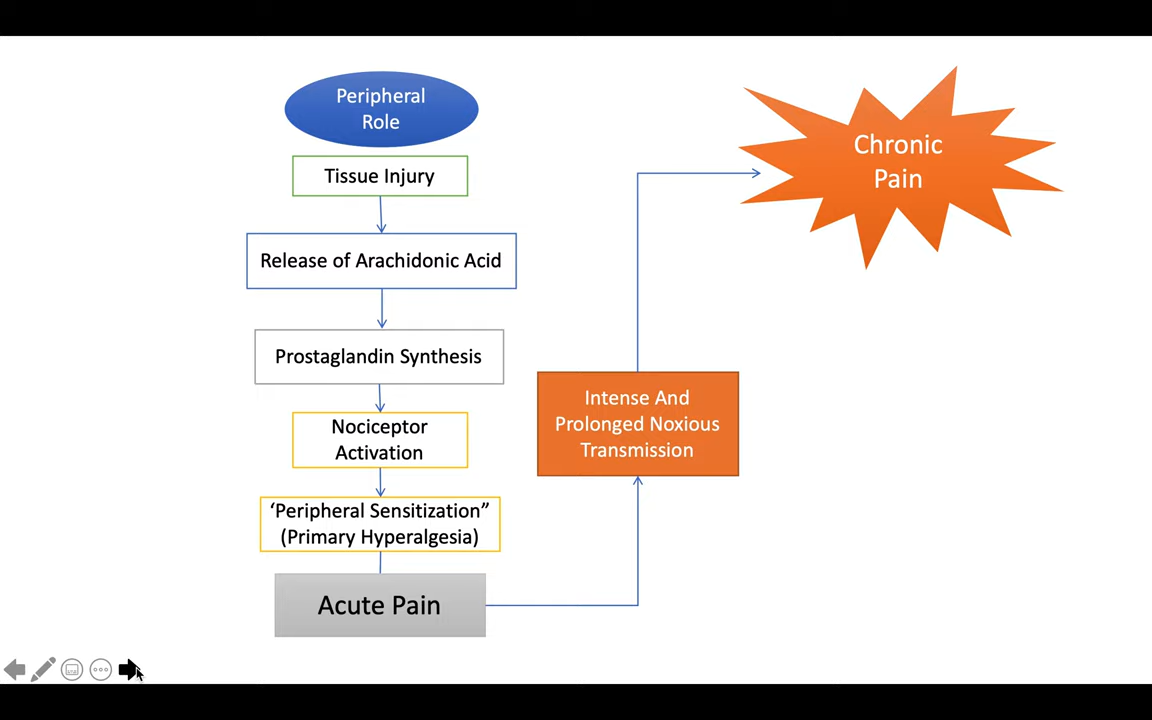 Peripheral
Role
Tissue Injury
Release of Arachidonic Acid
Prostaglandin Synthesis
Nociceptor
Activation
‘Peripheral Sensitization”
(Primary Hyperalgesia)
Acute Pain
Intense And
Prolonged Noxious
Transmission
Chronic
Pain